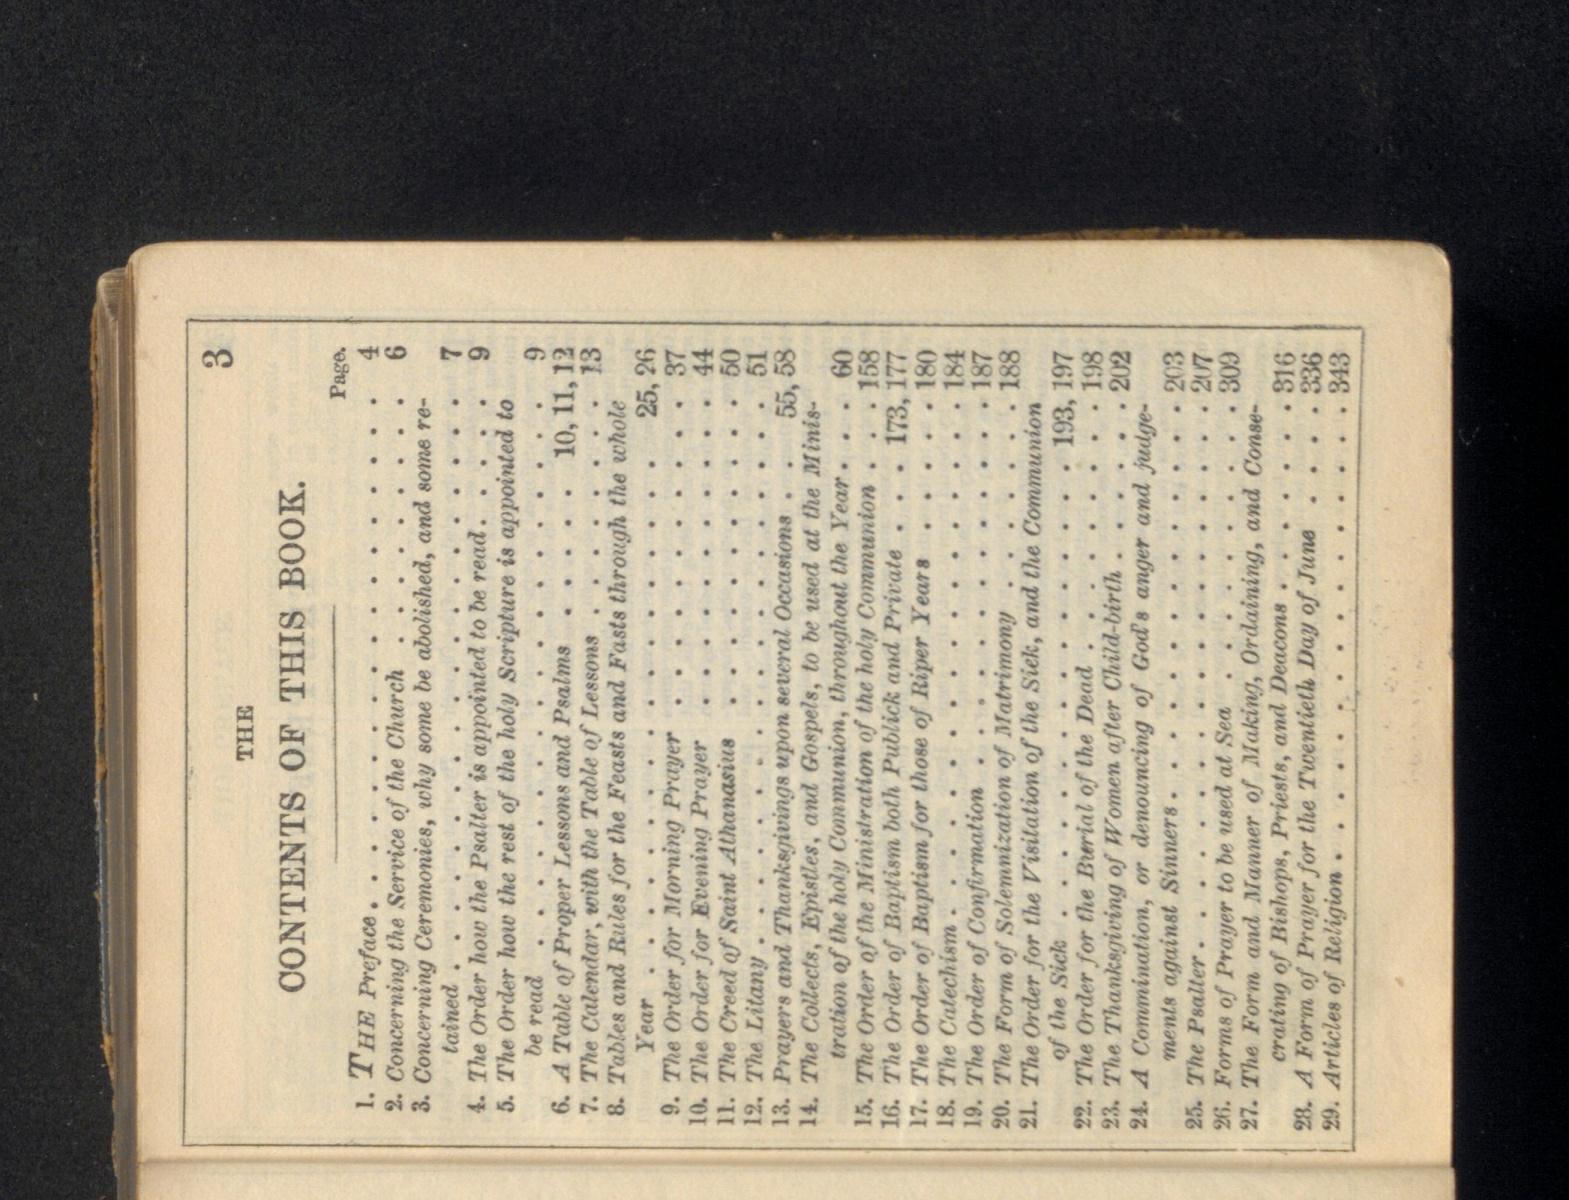 3
THE
CONTENTS OF THIS BOOK.
Page.
1. THE Preface . . . . . . . . . . . . . . . . . . 4
2. Concerning the Service of the Church . . . . . . . . . 6
3. Concerning Ceremonies, why some be abolished, and some re-
tained . . . . . . . . . . . . . . . . . . . 7
4. The Order how the Psalter is appointed to be read . . . . . 9
5. The Order how the rest of the holy Scripture is appointed to
be read . . . . . . . . . . . . . . . . . . 9
6. A Table of Proper Lessons and Psalms . . . . . . 10, 11, 12
7. The Calendar, with the Table of Lessons . . . . . . . . 13
8. Tables and Rules for the Feasts and Fasts through the whole
Year . . . . . . . . . . . . . . . . . 25, 26
9. The Order for Morning Prayer . . . . . . . . . . . 37
10. The Order for Evening Prayer . . . . . . . . . . . 44
11. The Creed of Saint Athanasius . . . . . . . . . . . 50
12. The Litany . . . . . . . . . . . . . . . . . 51
13. Prayers and Thanksgivings upon several Occasions . . . 55, 58
14. The Collects, Epistles, and Gospels, to be used at the Minis-
tration of the holy Communion, throughout the Year . . . 60
15. The Order of the Ministration of the holy Communion . . . 158
16. The Order of Baptism both Publick and Private . . . 173, 177
17. The Order of Baptism for those of Riper Years . . . . . 180
18. The Catechism . . . . . . . . . . . . . . . . 184
19. The Order of Confirmation . . . . . . . . . . . . 187
20. The Form of Solemnization of Matrimony . . . . . . . 188
21. The Order for the Visitation of the Sick, and the Communion
of the Sick . . . . . . . . . . . . . . . 193, 197
22. The Order for the Burial of the Dead . . . . . . . . . 198
23. The Thanksgiving of Women after Child-birth . . . . . . 202
24. A Commination, or denouncing of God's anger and judge-
ments against Sinners . . . . . . . . . . . . . 203
25. The Psalter . . . . . . . . . . . . . . . . . 207
26. Forms of Prayer to be used at Sea . . . . . . . . . . 309
27. The Form and Manner of Making, Ordaining, and Conse-
crating of Bishops, Priests, and Deacons . . . . . . . 316
28. A Form of Prayer for the Twentieth Day of June . . . . 336
29. Articles of Religion . . . . . . . . . . . . . . 343